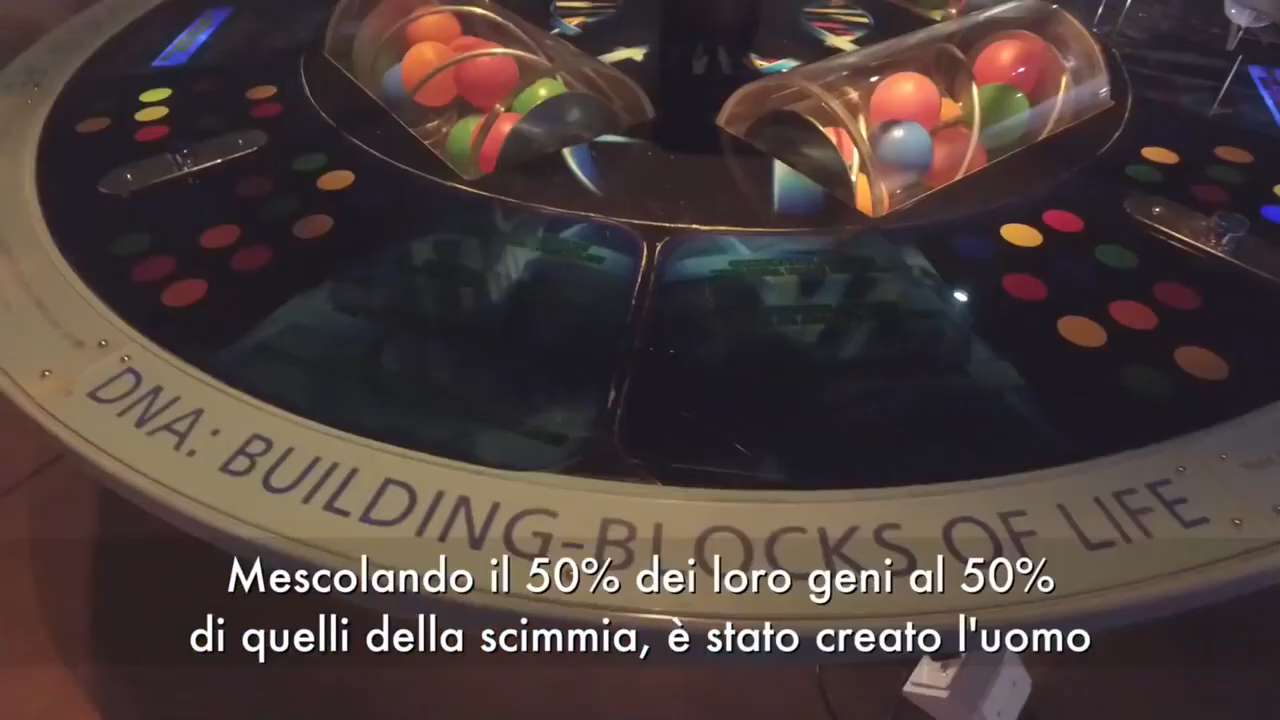 DNA: BUILDING-BLOCKS OF LIFE
Mescolando il 50% dei loro geni al 50%
di quelli della scimmia, è stato creato l'uomo